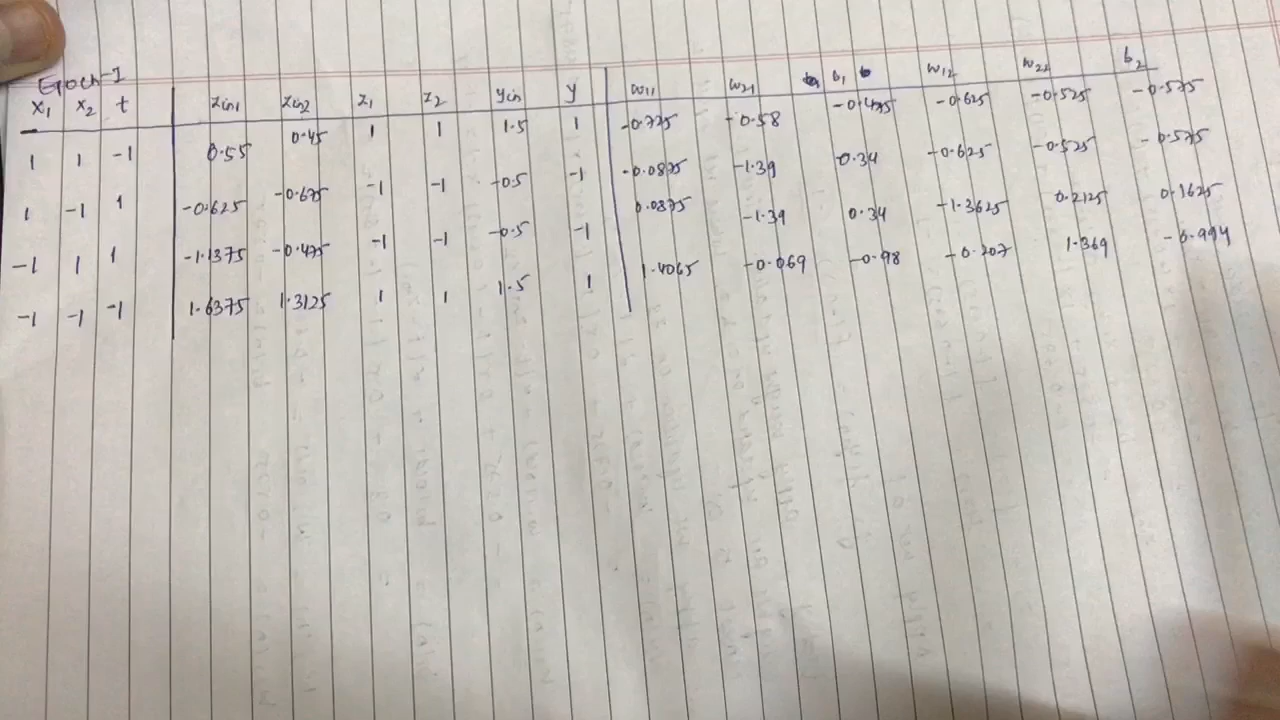 Epoch-1
x1 x2 t zin1 zin2 z1 z2 yin y w11 w21 b1 w12 w22 b2
1 1 -1 0.55 0.45 1 1 1.5 1 -0.725 -0.58 -0.475 -0.625 -0.525 -0.575
1 -1 1 -0.625 -0.675 -1 -1 -0.5 -1 -0.0875 -1.39 0.34 -0.625 -0.525 -0.575
-1 1 1 -1.1375 -0.475 -1 -1 -0.5 -1 0.0875 -1.39 0.34 -1.3625 0.2125 0.1625
-1 -1 -1 1.6375 1.3125 1 1 1.5 1 1.4065 -0.069 -0.98 -0.207 1.369 -0.994